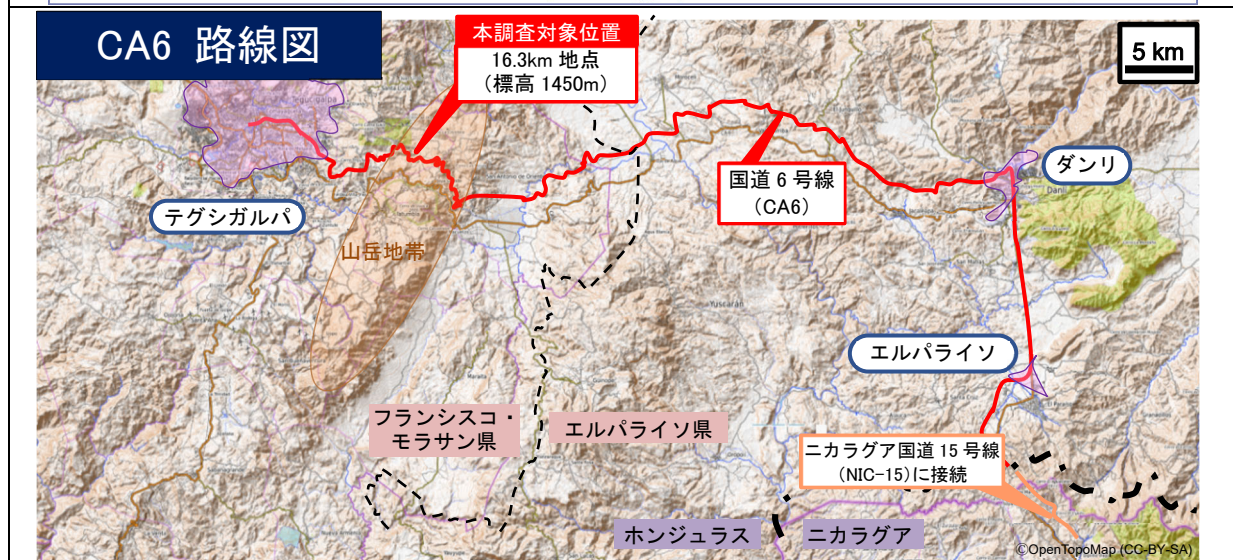 CA6 路線図
本調査対象位置
16.3km 地点
(標高 1450m)
5 km
国道 6 号線
(CA6)
ダンリ
Danlí
テグシガルパ
山岳地帯
Yuscarán
エルパライソ
フランシスコ・
モラサン県
エルパライソ県
ニカラグア国道 15 号線
(NIC-15)に接続
ホンジュラス
ニカラグア
©OpenTopoMap (CC-BY-SA)